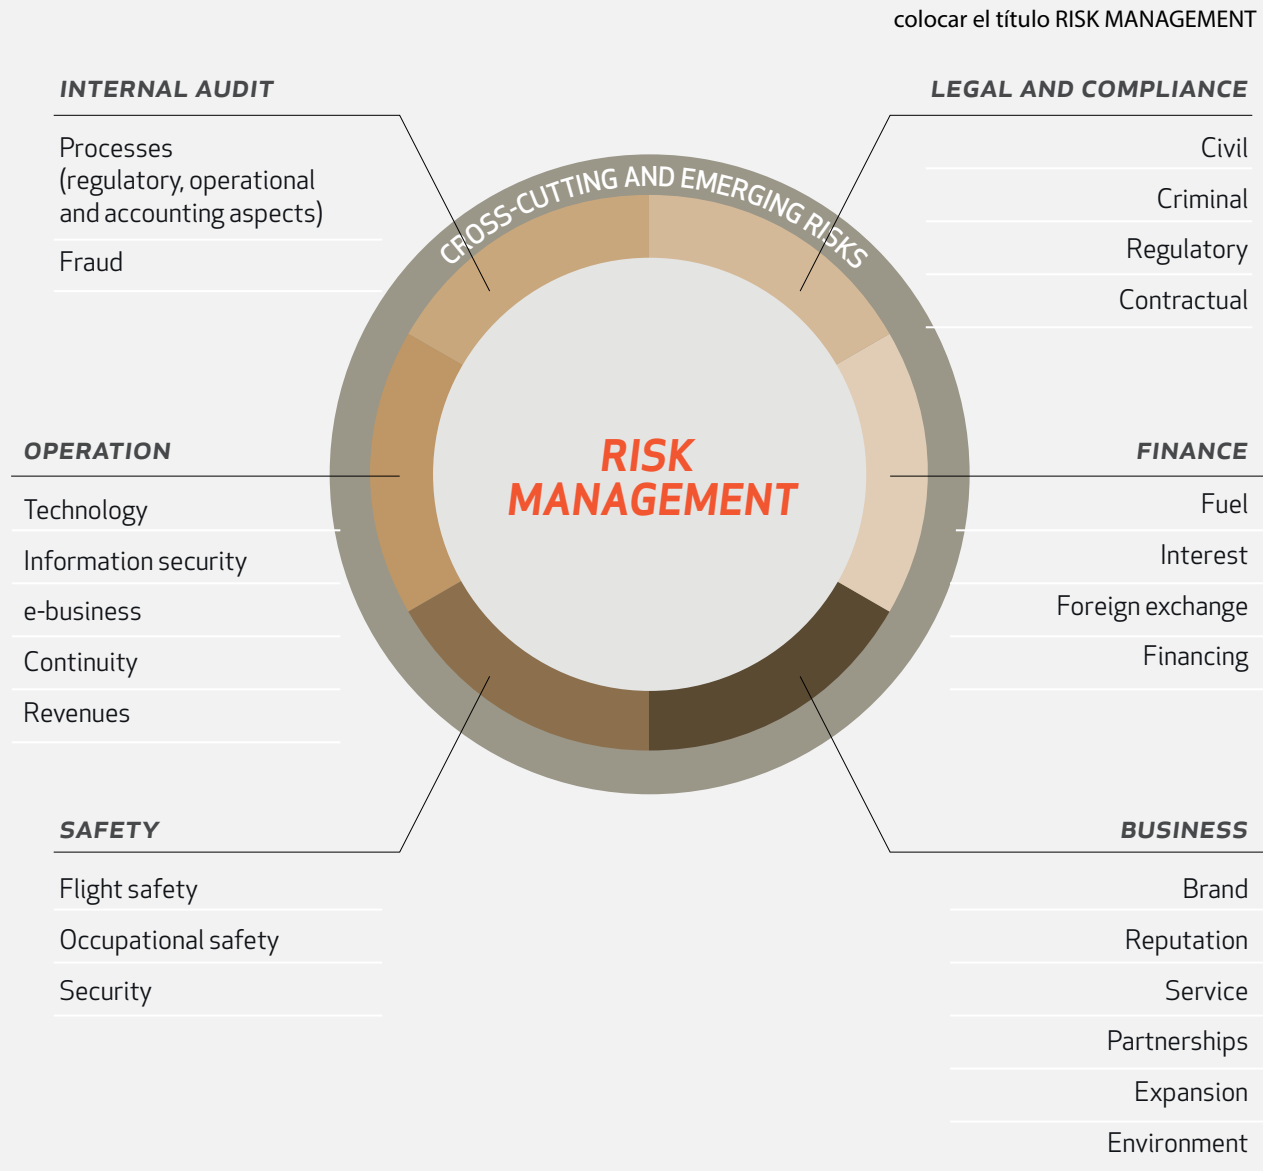 colocar el título RISK MANAGEMENT
INTERNAL AUDIT
Processes
(regulatory, operational
and accounting aspects)
Fraud
LEGAL AND COMPLIANCE
Civil
Criminal
Regulatory
Contractual
CROSS-CUTTING AND EMERGING RISKS
RISK
MANAGEMENT
OPERATION
Technology
Information security
e-business
Continuity
Revenues
FINANCE
Fuel
Interest
Foreign exchange
Financing
SAFETY
Flight safety
Occupational safety
Security
BUSINESS
Brand
Reputation
Service
Partnerships
Expansion
Environment